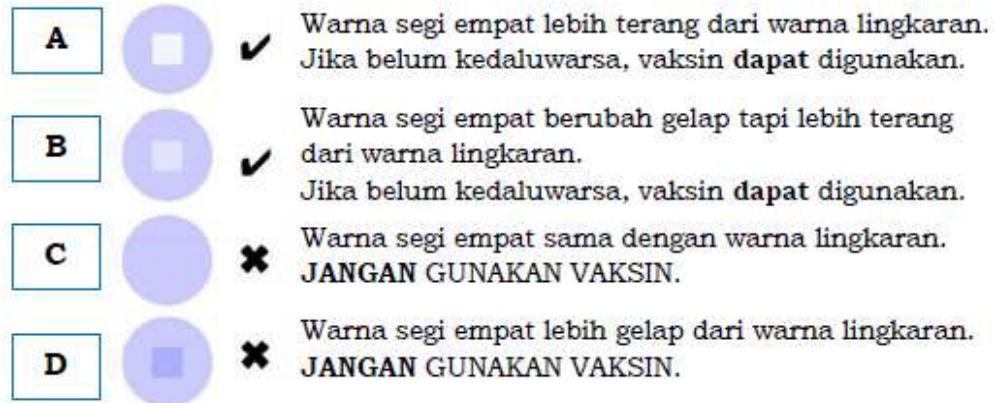 A
Warna segi empat lebih terang dari warna lingkaran.
Jika belum kedaluwarsa, vaksin dapat digunakan.
B
Warna segi empat berubah gelap tapi lebih terang
dari warna lingkaran.
Jika belum kedaluwarsa, vaksin dapat digunakan.
C
Warna segi empat sama dengan warna lingkaran.
JANGAN GUNAKAN VAKSIN.
D
Warna segi empat lebih gelap dari warna lingkaran.
JANGAN GUNAKAN VAKSIN.